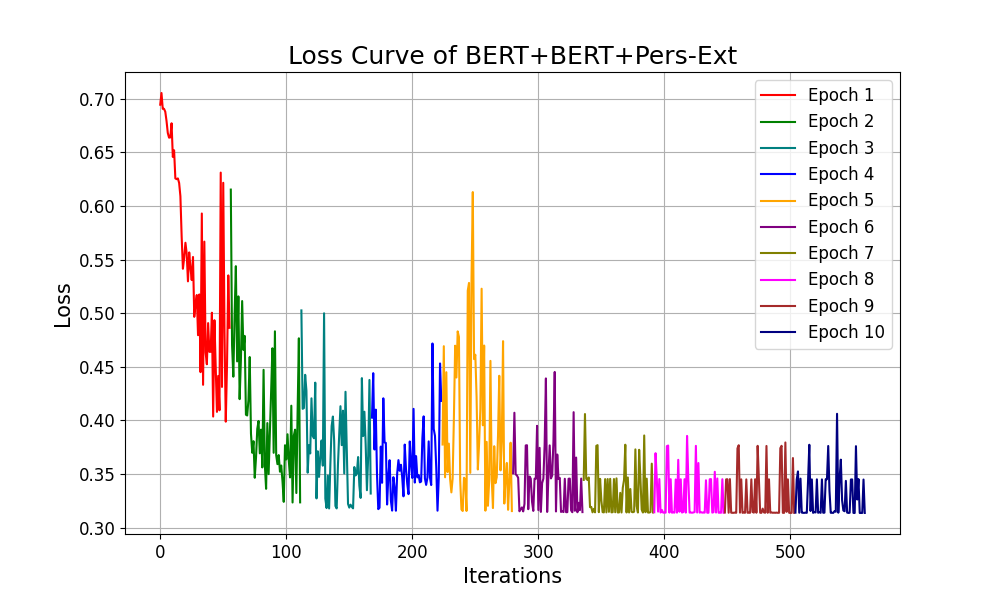 Loss Curve of BERT+BERT+Pers-Ext
Loss
0.70
0.65
0.60
0.55
0.50
0.45
0.40
0.35
0.30
0 100 200 300 400 500
Iterations
Epoch 1
Epoch 2
Epoch 3
Epoch 4
Epoch 5
Epoch 6
Epoch 7
Epoch 8
Epoch 9
Epoch 10